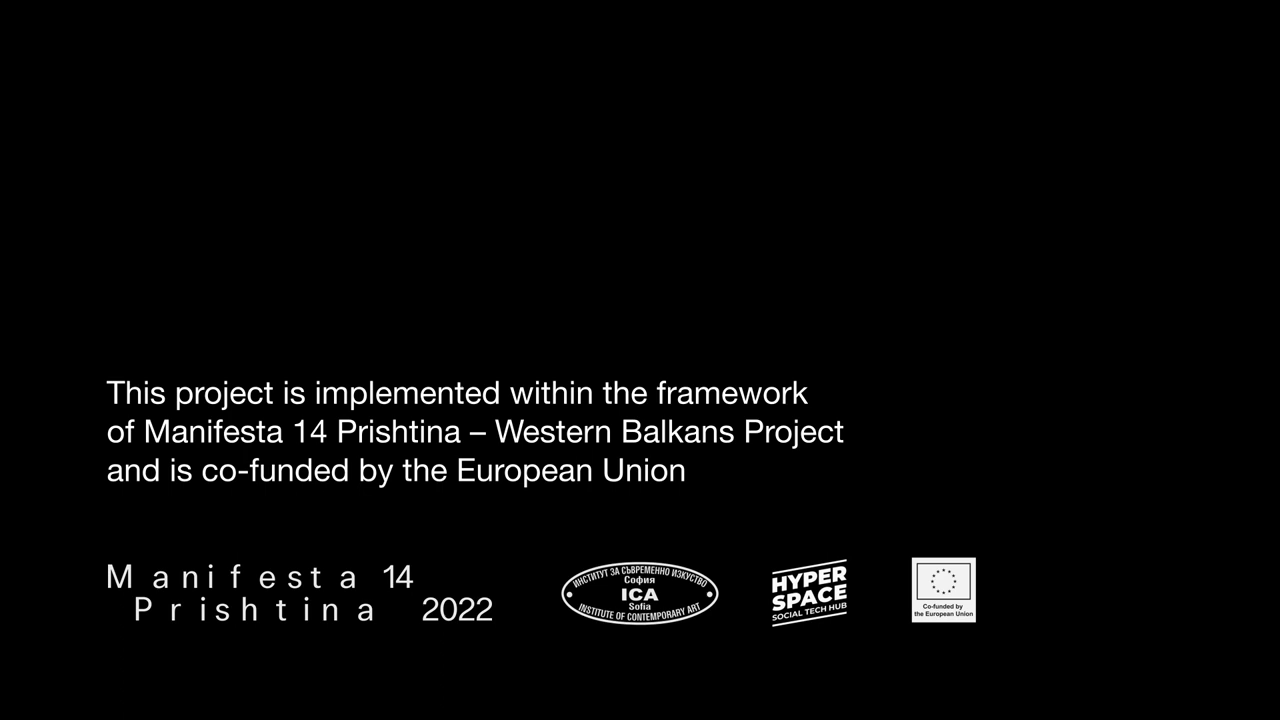 This project is implemented within the framework
of Manifesta 14 Prishtina – Western Balkans Project
and is co-funded by the European Union
Manifesta 14
Prishtina 2022
ИНСТИТУТ ЗА СЪВРЕМЕННО ИЗКУСТВО
София
ICA
Sofia
INSTITUTE OF CONTEMPORARY ART
HYPER
SPACE
SOCIAL TECH HUB
Co-funded by
the European Union